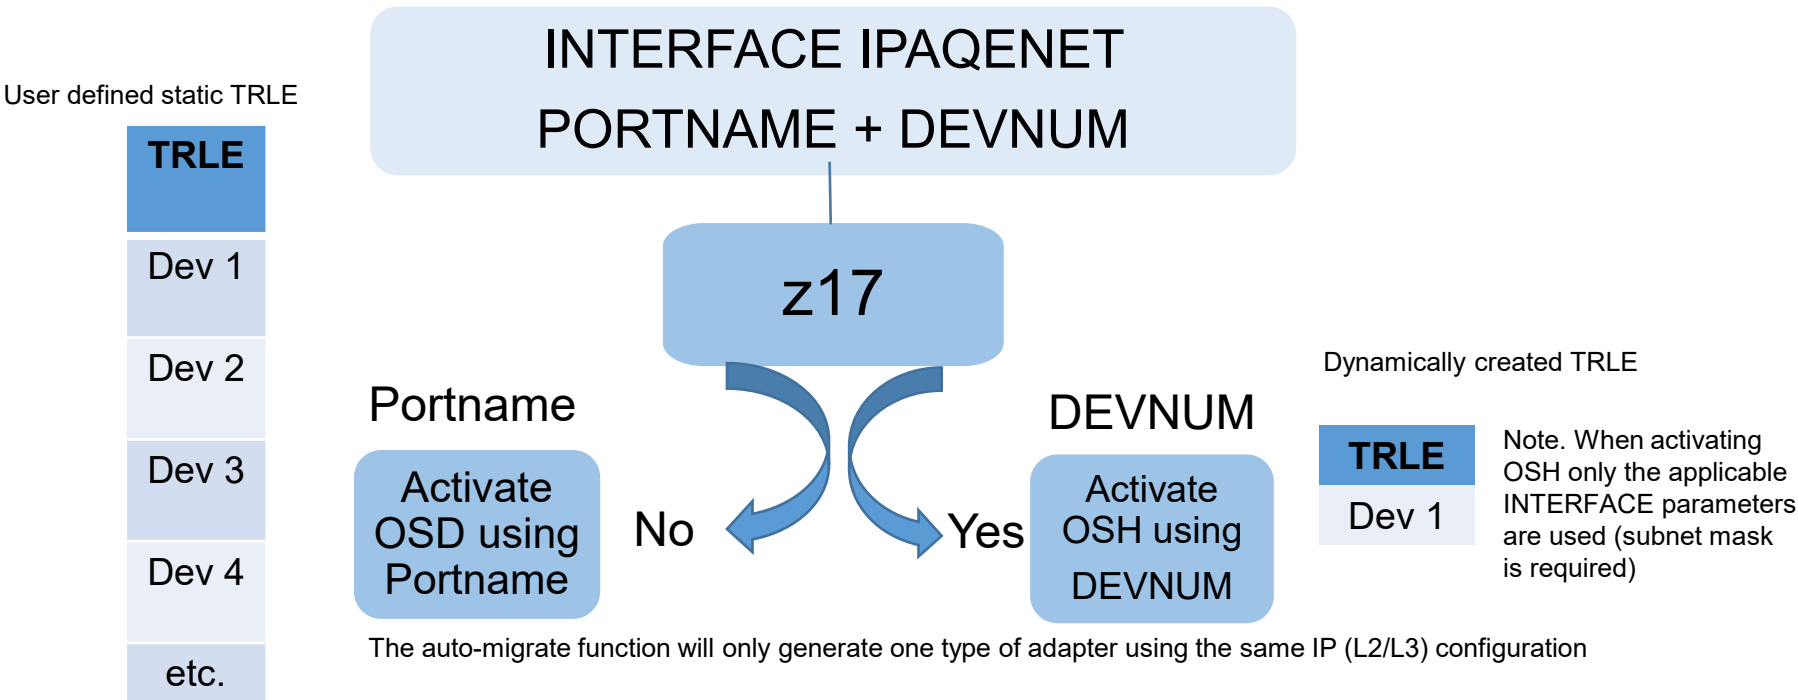 INTERFACE IPAQENET
PORTNAME + DEVNUM
User defined static TRLE
TRLE
Dev 1
Dev 2
Dev 3
Dev 4
etc.
z17
Portname
Activate
OSD using
Portname
No
Yes
DEVNUM
Activate
OSH using
DEVNUM
Dynamically created TRLE
TRLE
Dev 1
Note. When activating
OSH only the applicable
INTERFACE parameters
are used (subnet mask
is required)
The auto-migrate function will only generate one type of adapter using the same IP (L2/L3) configuration